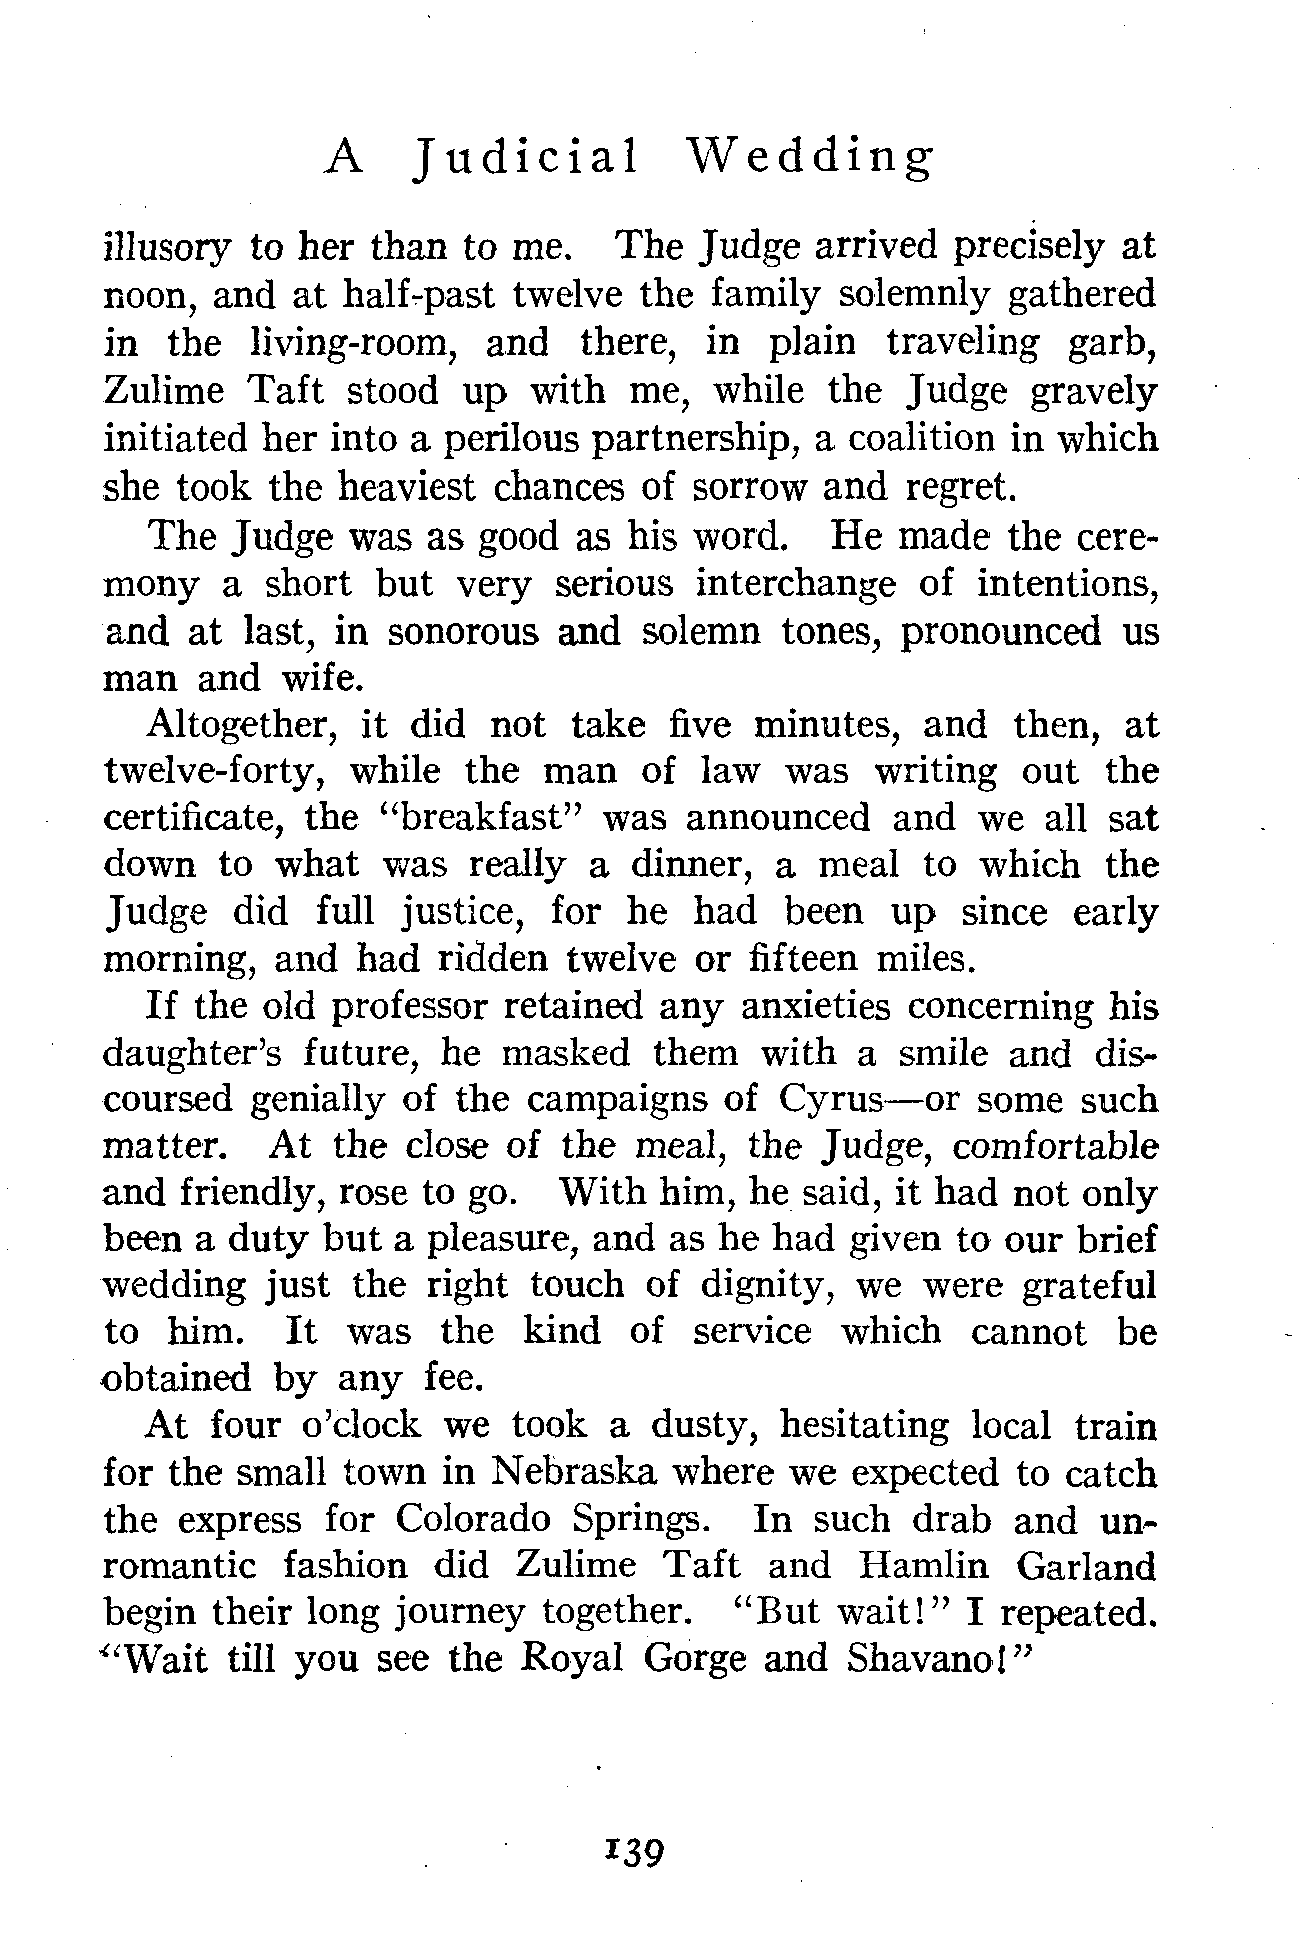 A Judicial Wedding
illusory to her than to me. The Judge arrived precisely at
noon, and at half-past twelve the family solemnly gathered
in the living-room, and there, in plain traveling garb,
Zulime Taft stood up with me, while the Judge gravely
initiated her into a perilous partnership, a coalition in which
she took the heaviest chances of sorrow and regret.
The Judge was as good as his word. He made the cere-
mony a short but very serious interchange of intentions,
and at last, in sonorous and solemn tones, pronounced us
man and wife.
Altogether, it did not take five minutes, and then, at
twelve-forty, while the man of law was writing out the
certificate, the “breakfast” was announced and we all sat
down to what was really a dinner, a meal to which the
Judge did full justice, for he had been up since early
morning, and had ridden twelve or fifteen miles.
If the old professor retained any anxieties concerning his
daughter’s future, he masked them with a smile and dis-
coursed genially of the campaigns of Cyrus—or some such
matter. At the close of the meal, the Judge, comfortable
and friendly, rose to go. With him, he said, it had not only
been a duty but a pleasure, and as he had given to our brief
wedding just the right touch of dignity, we were grateful
to him. It was the kind of service which cannot be
obtained by any fee.
At four o’clock we took a dusty, hesitating local train
for the small town in Nebraska where we expected to catch
the express for Colorado Springs. In such drab and un-
romantic fashion did Zulime Taft and Hamlin Garland
begin their long journey together. “But wait!” I repeated.
“Wait till you see the Royal Gorge and Shavano!”
139